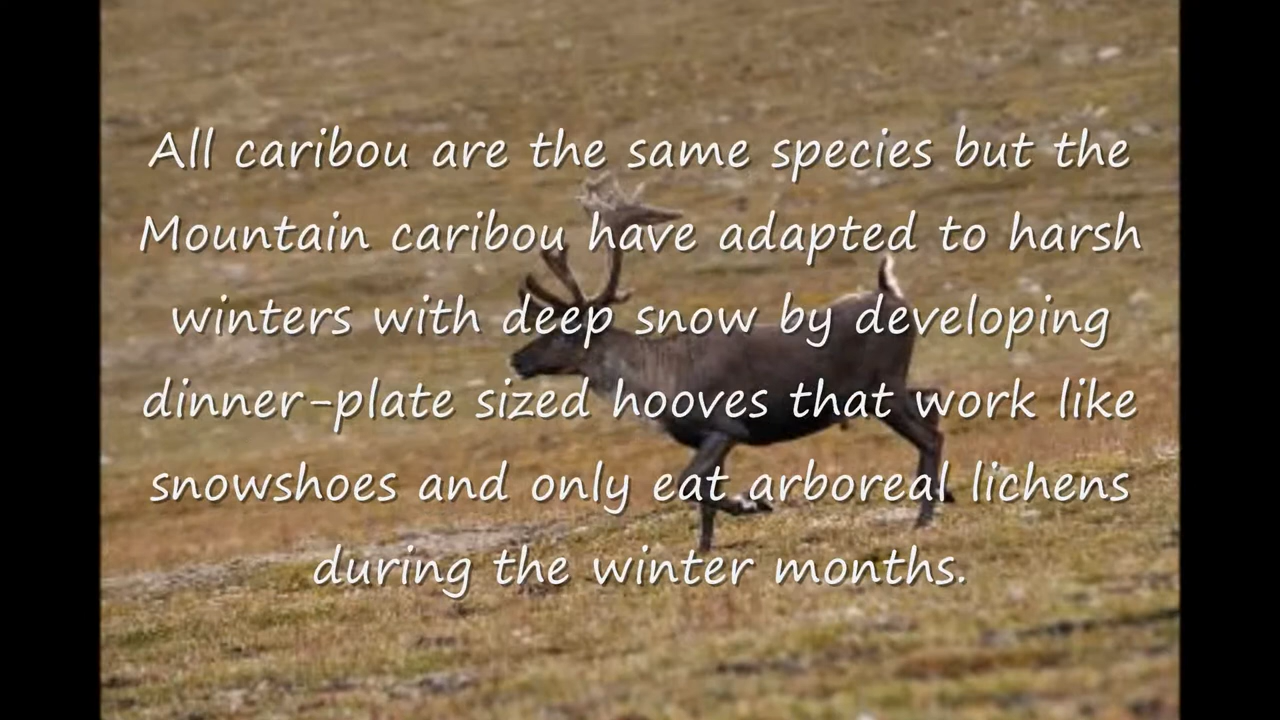 All caribou are the same species but the
Mountain caribou have adapted to harsh
winters with deep snow by developing
dinner-plate sized hooves that work like
snowshoes and only eat arboreal lichens
during the winter months.